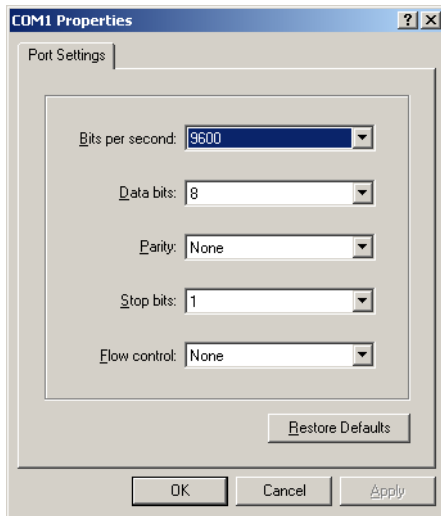 COM1 Properties
Port Settings
Bits per second: 9600
Data bits: 8
Parity: None
Stop bits: 1
Flow control: None
Restore Defaults
OK Cancel Apply